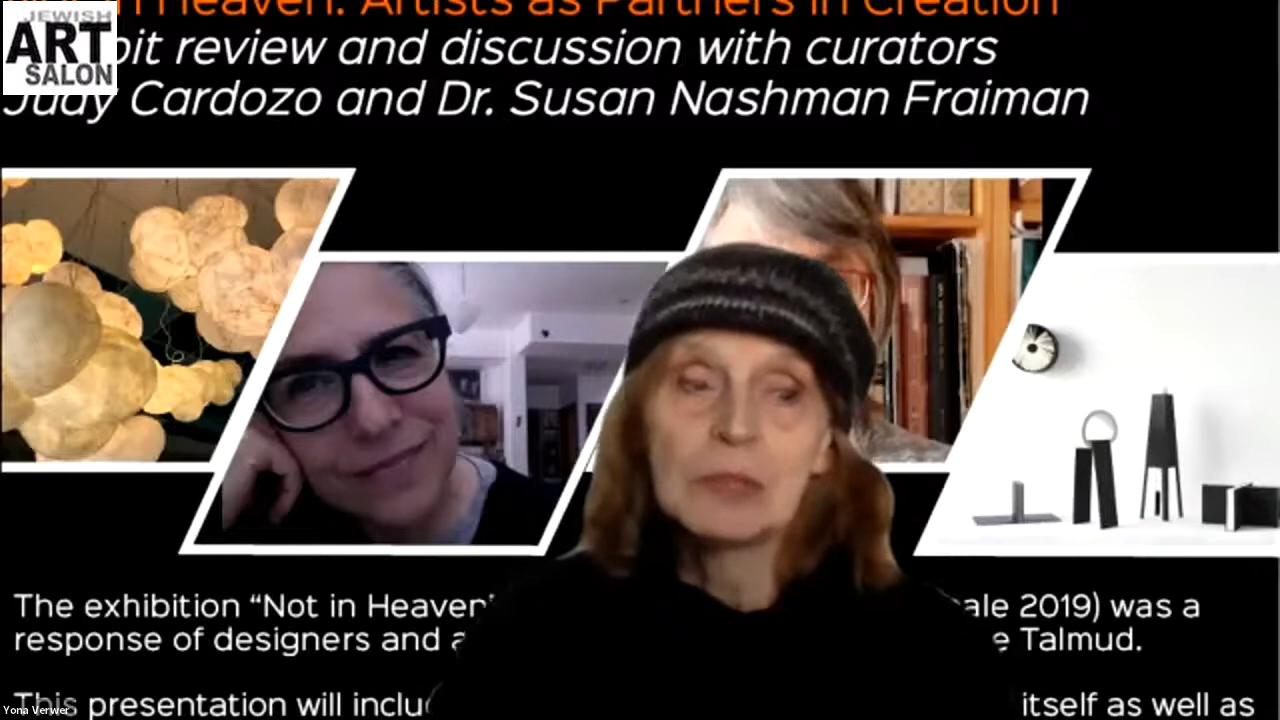 JEWISH
ART
SALON
in Heaven: Artists as Partners in Creation
bit review and discussion with curators
Judy Cardozo and Dr. Susan Nashman Fraiman
The exhibition “Not in Heaven” ale 2019) was a
response of designers and a e Talmud.
This presentation will inclu itself as well as
Yona Verwer